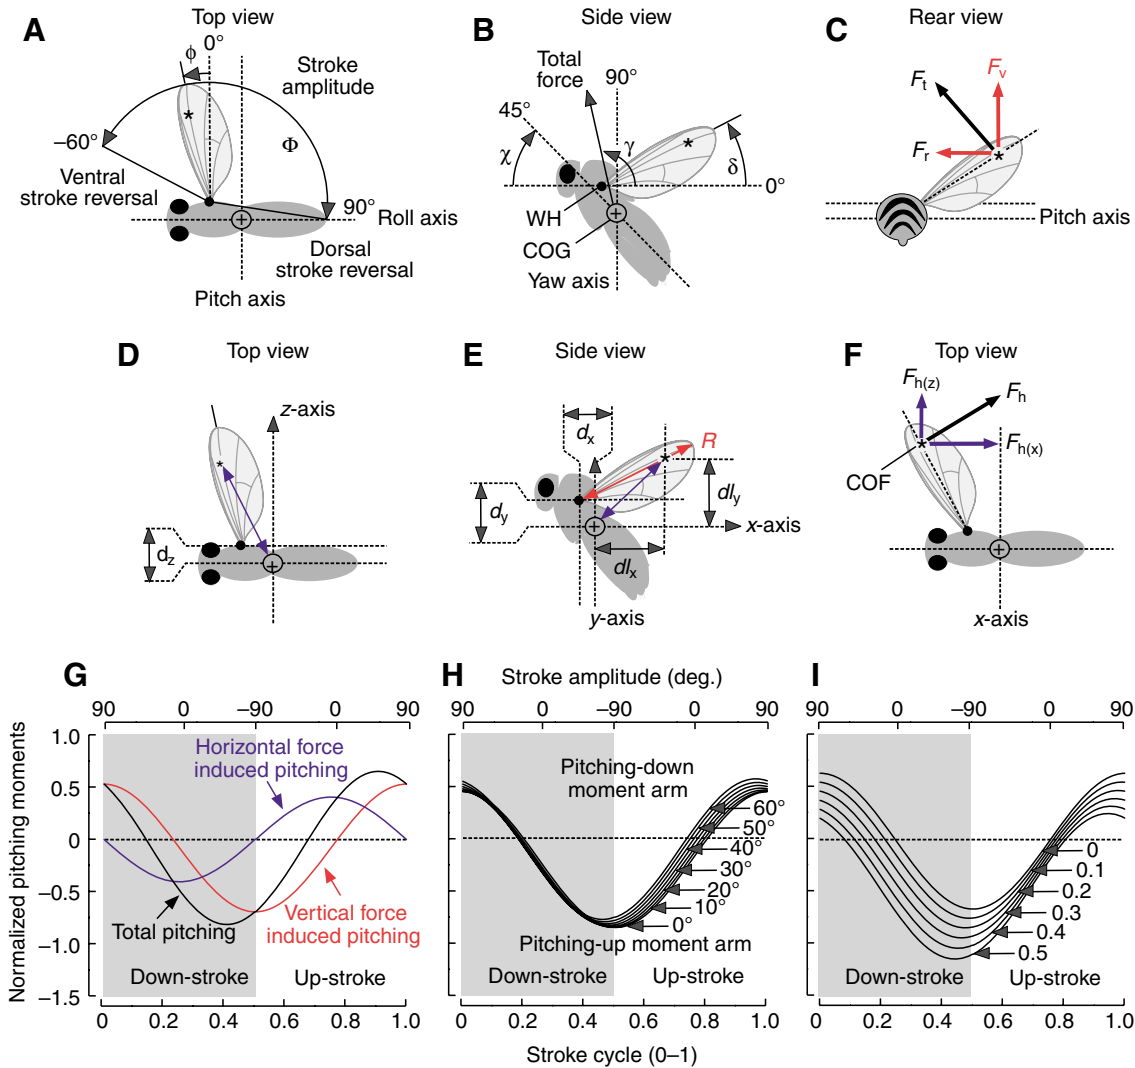 A
Top view
ϕ
0°
Stroke
amplitude
–60°
Φ
Ventral
stroke reversal
90°
Roll axis
Dorsal
stroke reversal
Pitch axis
B
Side view
Total
force
90°
45°
χ
γ
δ
0°
WH
COG
Yaw axis
C
Rear view
Ft
Fv
Fr
Pitch axis
D
Top view
z-axis
dz
E
Side view
dx
R
dy
dly
x-axis
dlx
y-axis
F
Top view
Fh(z)
Fh
Fh(x)
COF
x-axis
G
90 0 –90 0 90
Normalized pitching moments
1.0
0.5
0
–0.5
–1.0
–1.5
Horizontal force
induced pitching
Total pitching
Vertical force
induced pitching
Down-stroke
Up-stroke
0 0.2 0.4 0.6 0.8 1.0
H
Stroke amplitude (deg.)
90 0 –90 0 90
Pitching-down
moment arm
60°
50°
40°
30°
20°
10°
0°
Pitching-up moment arm
Down-stroke
Up-stroke
0 0.2 0.4 0.6 0.8 1.0
Stroke cycle (0–1)
I
90 0 –90 0 90
0
0.1
0.2
0.3
0.4
0.5
Down-stroke
Up-stroke
0 0.2 0.4 0.6 0.8 1.0